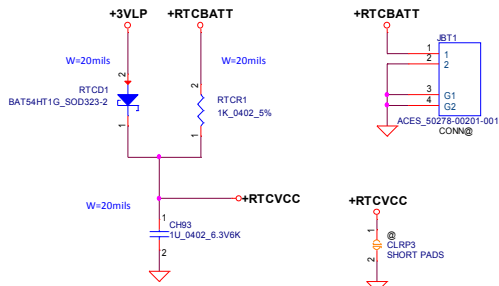 +3VLP
+RTCBATT
W=20mils
W=20mils
2
RTCD1
BAT54HT1G_SOD323-2
1
2
RTCR1
1K_0402_5%
1
+RTCVCC
W=20mils
1
CH93
1U_0402_6.3V6K
2
+RTCBATT
JBT1
1
2
3
4
1
2
G1
G2
ACES_50278-00201-001
CONN@
+RTCVCC
1
@
CLRP3
SHORT PADS
2